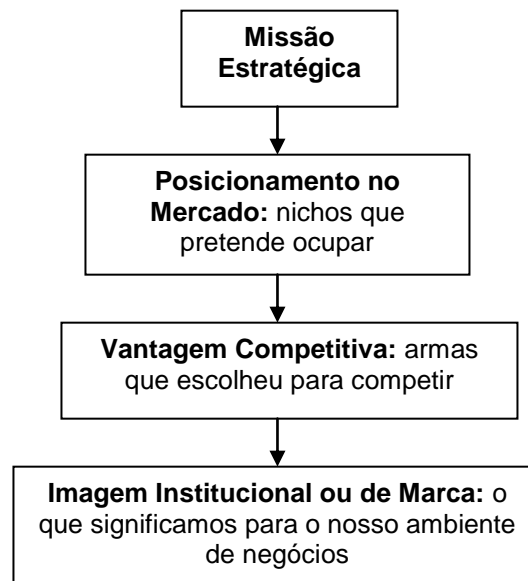 Missão
Estratégica
Posicionamento no
Mercado: nichos que
pretende ocupar
Vantagem Competitiva: armas
que escolheu para competir
Imagem Institucional ou de Marca: o
que significamos para o nosso ambiente
de negócios